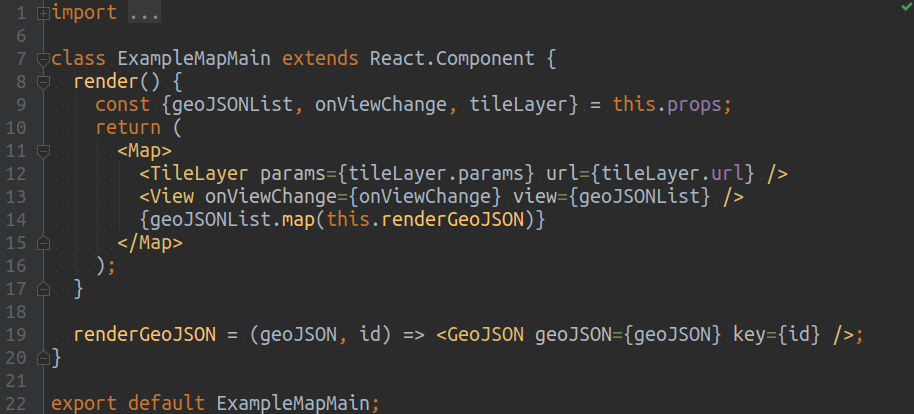 1 import ...
6
7 class ExampleMapMain extends React.Component {
8   render() {
9     const {geoJSONList, onViewChange, tileLayer} = this.props;
10     return (
11       <Map>
12         <TileLayer params={tileLayer.params} url={tileLayer.url} />
13         <View onViewChange={onViewChange} view={geoJSONList} />
14         {geoJSONList.map(this.renderGeoJSON)}
15       </Map>
16     );
17   }
18
19   renderGeoJSON = (geoJSON, id) => <GeoJSON geoJSON={geoJSON} key={id} />;
20 }
21
22 export default ExampleMapMain;